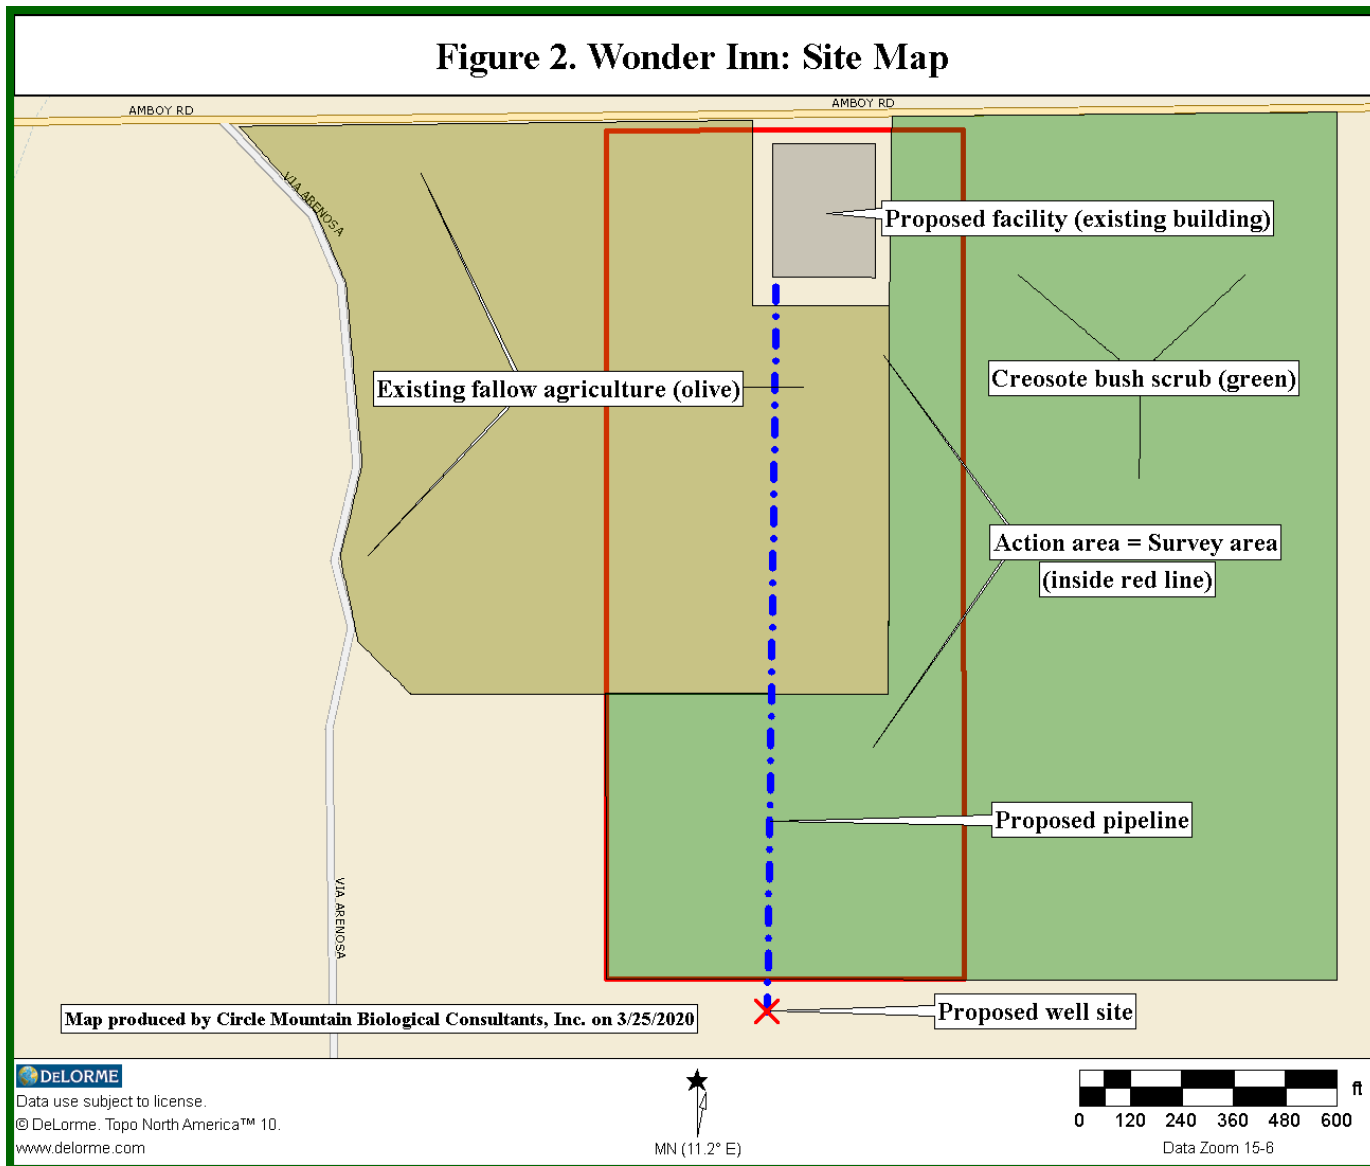 Figure 2. Wonder Inn: Site Map
AMBOY RD
AMBOY RD
VIA ARENOSA
Proposed facility (existing building)
Existing fallow agriculture (olive)
Creosote bush scrub (green)
Action area = Survey area
(inside red line)
Proposed pipeline
VIA ARENOSA
Proposed well site
Map produced by Circle Mountain Biological Consultants, Inc. on 3/25/2020
DELORME
Data use subject to license.
© DeLorme. Topo North America™ 10.
www.delorme.com
MN (11.2° E)
ft
0 120 240 360 480 600
Data Zoom 15-6